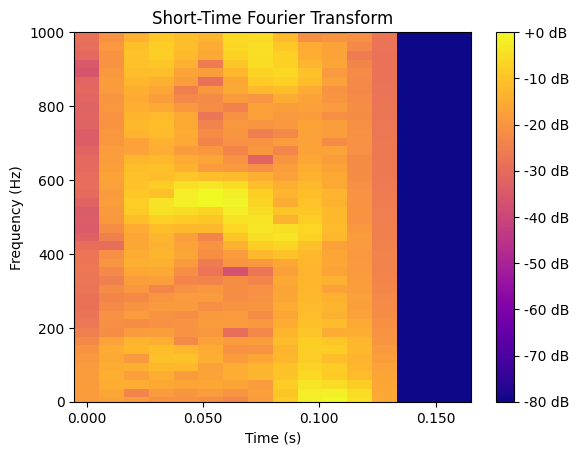 Short-Time Fourier Transform
1000
800
600
400
200
0
Frequency (Hz)
0.000
0.050
0.100
0.150
Time (s)
+0 dB
-10 dB
-20 dB
-30 dB
-40 dB
-50 dB
-60 dB
-70 dB
-80 dB